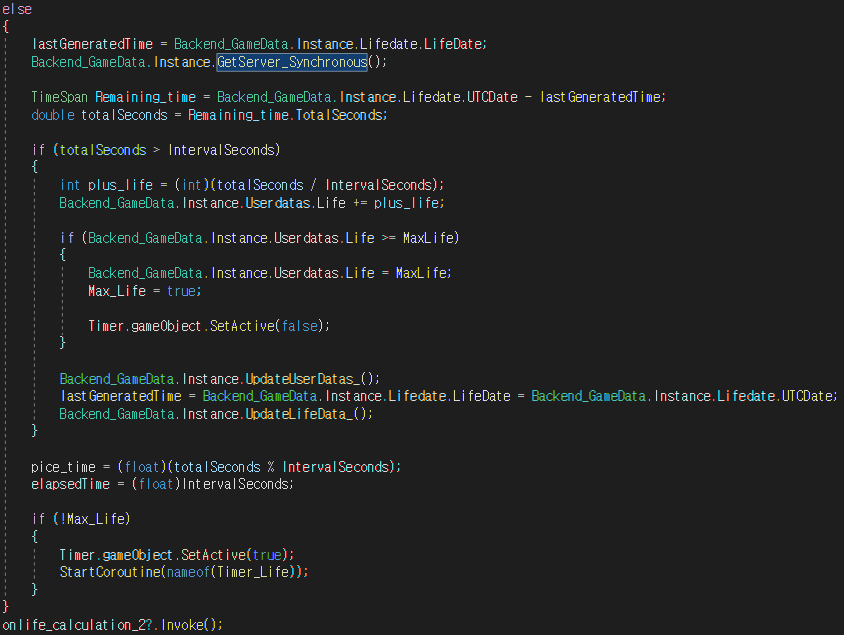 else
{
lastGeneratedTime = Backend_GameData.Instance.Lifedate.LifeDate;
Backend_GameData.Instance.GetServer_Synchronous();
TimeSpan Remaining_time = Backend_GameData.Instance.Lifedate.UTCDate - lastGeneratedTime;
double totalSeconds = Remaining_time.TotalSeconds;
if (totalSeconds > IntervalSeconds)
{
int plus_life = (int)(totalSeconds / IntervalSeconds);
Backend_GameData.Instance.Userdatas.Life += plus_life;
if (Backend_GameData.Instance.Userdatas.Life >= MaxLife)
{
Backend_GameData.Instance.Userdatas.Life = MaxLife;
Max_Life = true;
Timer.gameObject.SetActive(false);
}
Backend_GameData.Instance.UpdateUserDatas_();
lastGeneratedTime = Backend_GameData.Instance.Lifedate.LifeDate = Backend_GameData.Instance.Lifedate.UTCDate;
Backend_GameData.Instance.UpdateLifeData_();
}
pice_time = (float)(totalSeconds % IntervalSeconds);
elapsedTime = (float)IntervalSeconds;
if (!Max_Life)
{
Timer.gameObject.SetActive(true);
StartCoroutine(nameof(Timer_Life));
}
}
onlife_calculation_2?.Invoke();